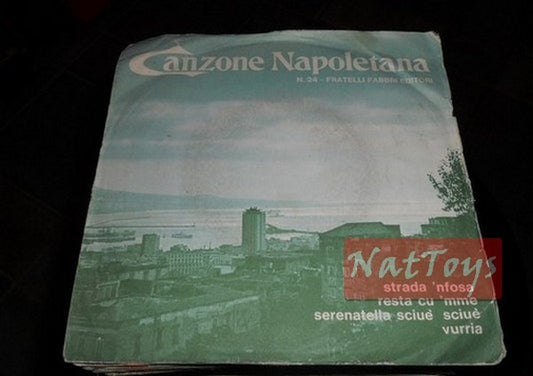 Canzone Napoletana
N. 24 - FRATELLI FABBRI EDITORI
NatToys
strada 'nfosa
resta cu 'mme
serenatella sciuè sciuè
vurria